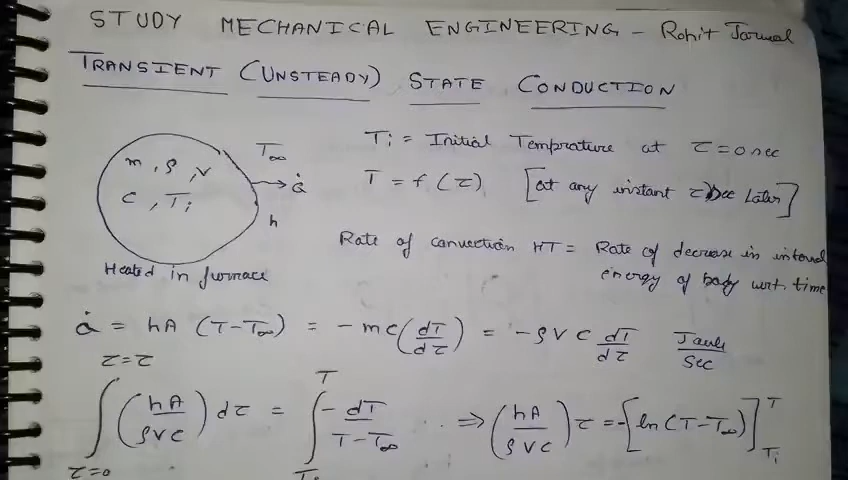 STUDY MECHANICAL ENGINEERING - Rohit Jarwal
TRANSIENT (UNSTEADY) STATE CONDUCTION
m, ρ, V
C, Ti
T∞
Q̇
h
Heated in furnace
Ti = Initial Temprature at τ = 0 sec
T = f(τ) [at any instant τ sec Later]
Rate of convection HT = Rate of decrease in internal
energy of body wrt. time
Q̇ = hA (T-T∞) = -mc(dT/dτ) = -ρVC dT/dτ Joule/Sec
∫_{τ=0}^{τ=τ} (hA/ρVC) dτ = ∫_{Ti}^{T} -dT/(T-T∞) ... ⇒ (hA/ρVC) τ = -[ln(T-T∞)]_{Ti}^{T}